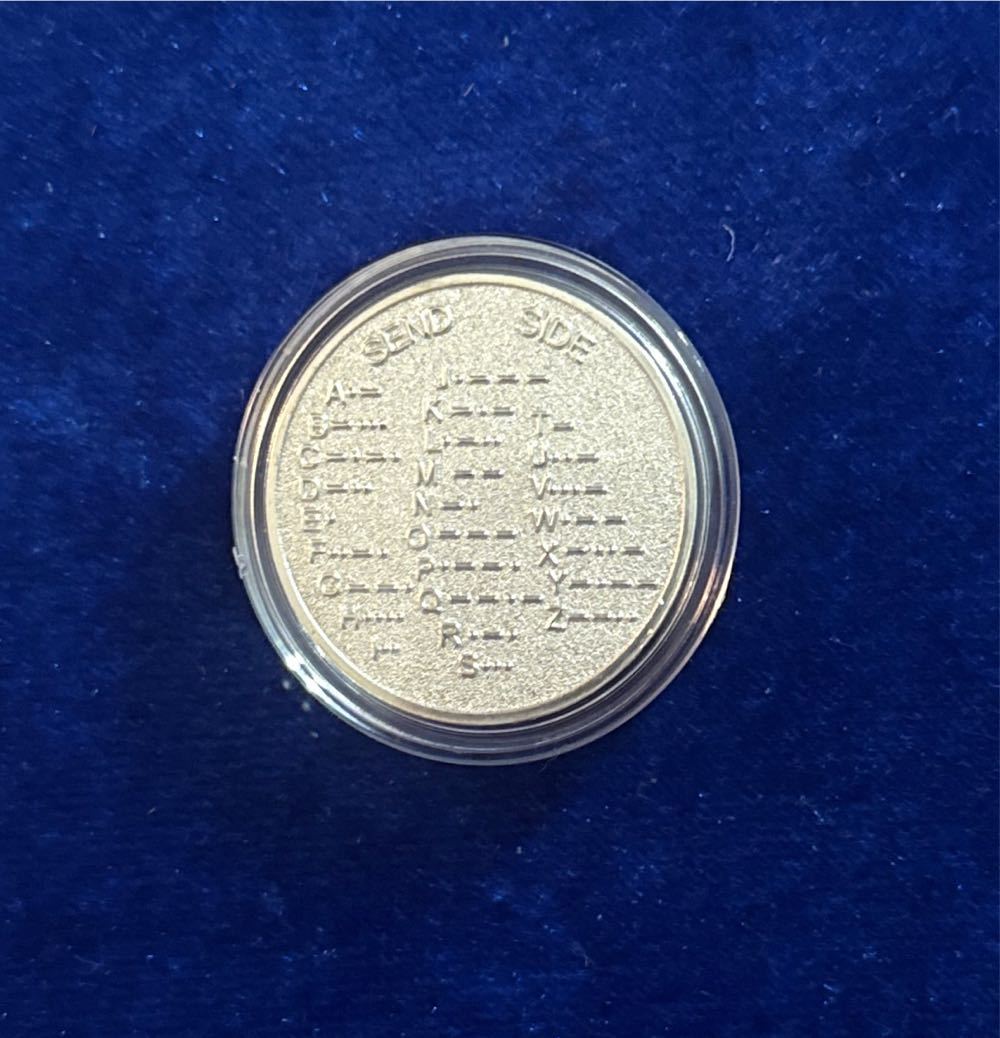 SEND SIDE
A·—
B—···
C—·—·
D—··
E·
F··—·
G——·
H····
I··
J·———
K—·—
L·—··
M——
N—·
O———
P·——·
Q——·—
R·—·
S···
T—
U··—
V···—
W·——
X—··—
Y—·——
Z——··